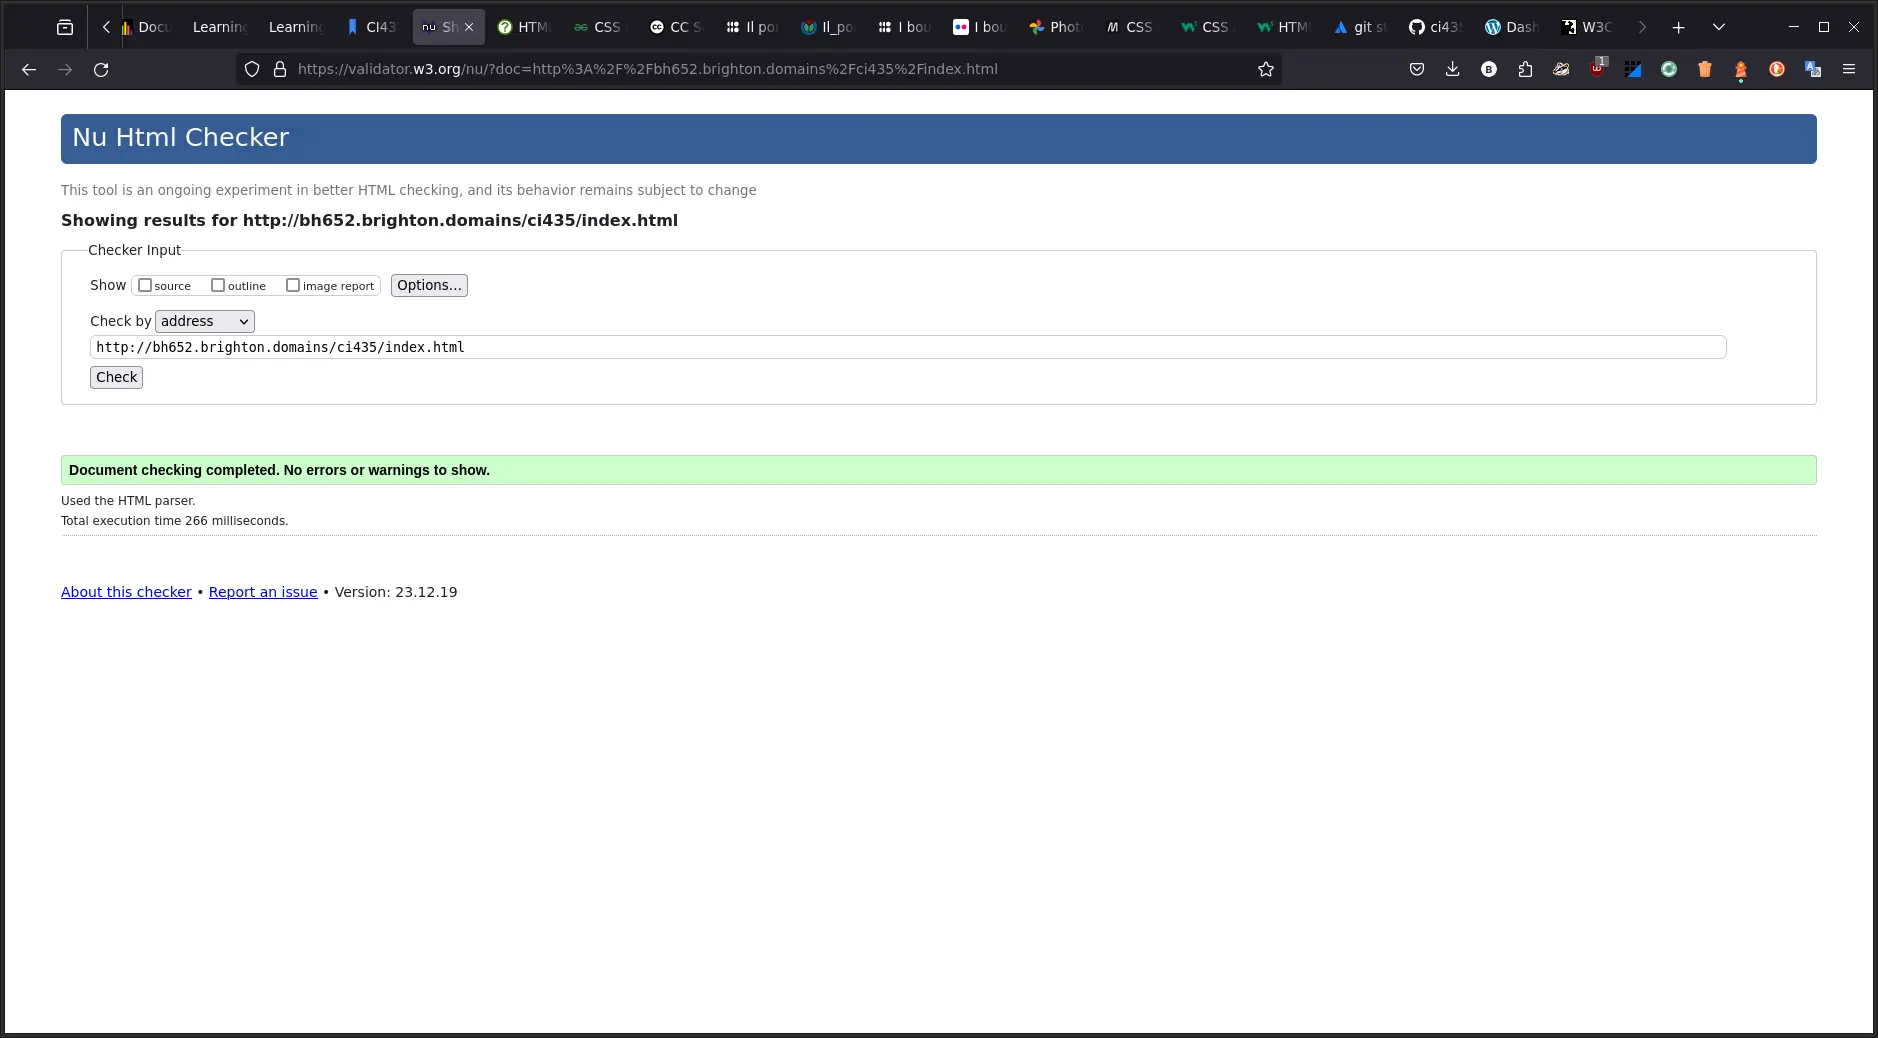 Docu Learning Learning CI43 nu Sh HTM CSS CC S Il po Il_po I bou I bou Phot CSS CSS HTM git st ci435 Dash W3C
https://validator.w3.org/nu/?doc=http%3A%2F%2Fbh652.brighton.domains%2Fci435%2Findex.html
1
Nu Html Checker
This tool is an ongoing experiment in better HTML checking, and its behavior remains subject to change
Showing results for http://bh652.brighton.domains/ci435/index.html
Checker Input
Show source outline image report Options...
Check by address
http://bh652.brighton.domains/ci435/index.html
Check
Document checking completed. No errors or warnings to show.
Used the HTML parser.
Total execution time 266 milliseconds.
About this checker • Report an issue • Version: 23.12.19